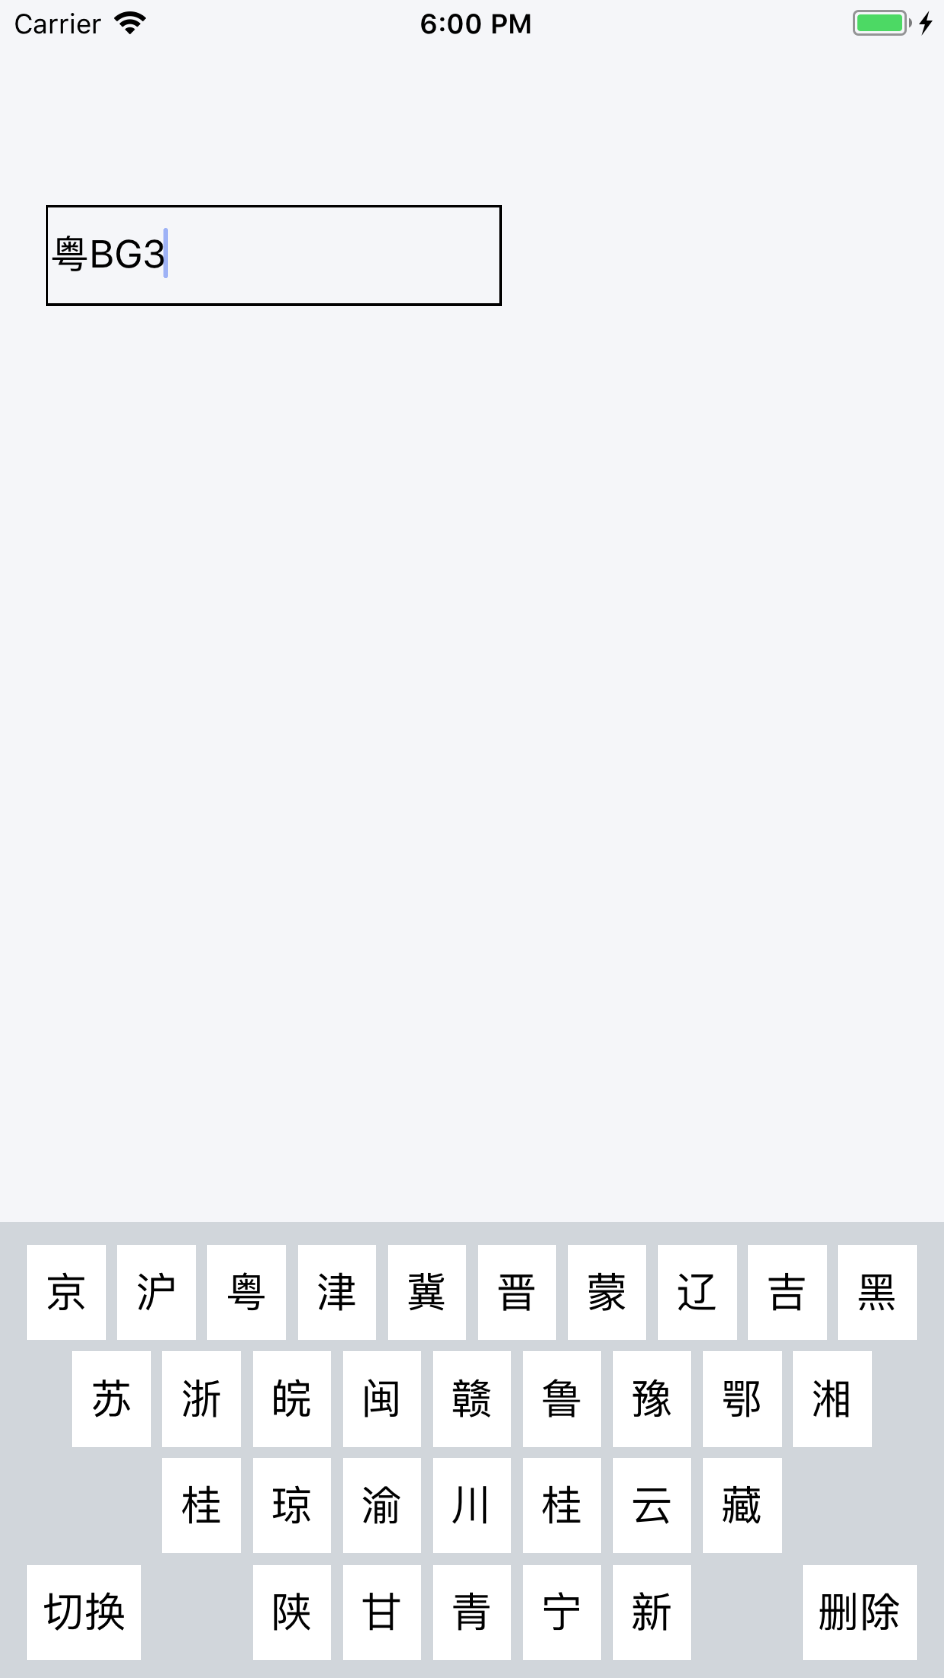 Carrier 6:00 PM
粤BG3
京 沪 粤 津 冀 晋 蒙 辽 吉 黑
苏 浙 皖 闽 赣 鲁 豫 鄂 湘
桂 琼 渝 川 桂 云 藏
切换 陕 甘 青 宁 新 删除